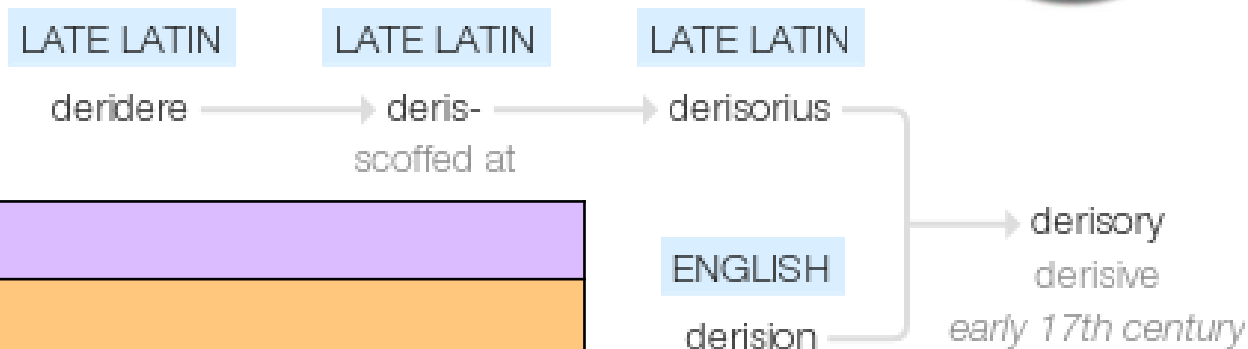 LATE LATIN LATE LATIN LATE LATIN
deridere deris- derisorius
scoffed at
derisory
ENGLISH
derisive
derision
early 17th century